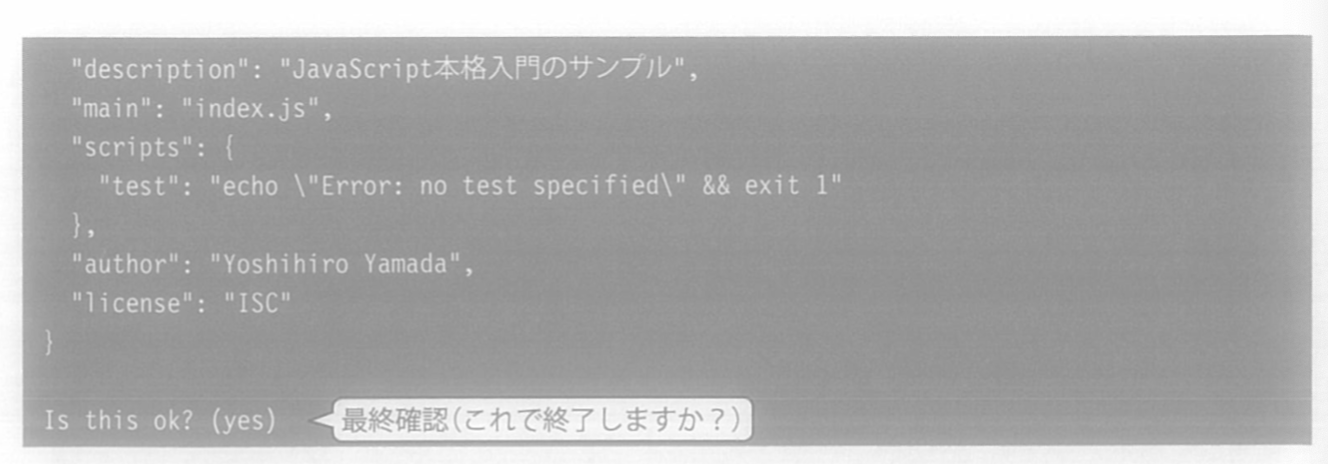 "description": "JavaScript本格入門のサンプル",
"main": "index.js",
"scripts": {
"test": "echo \"Error: no test specified\" && exit 1"
},
"author": "Yoshihiro Yamada",
"license": "ISC"
}
Is this ok? (yes) 最終確認(これで終了しますか?)